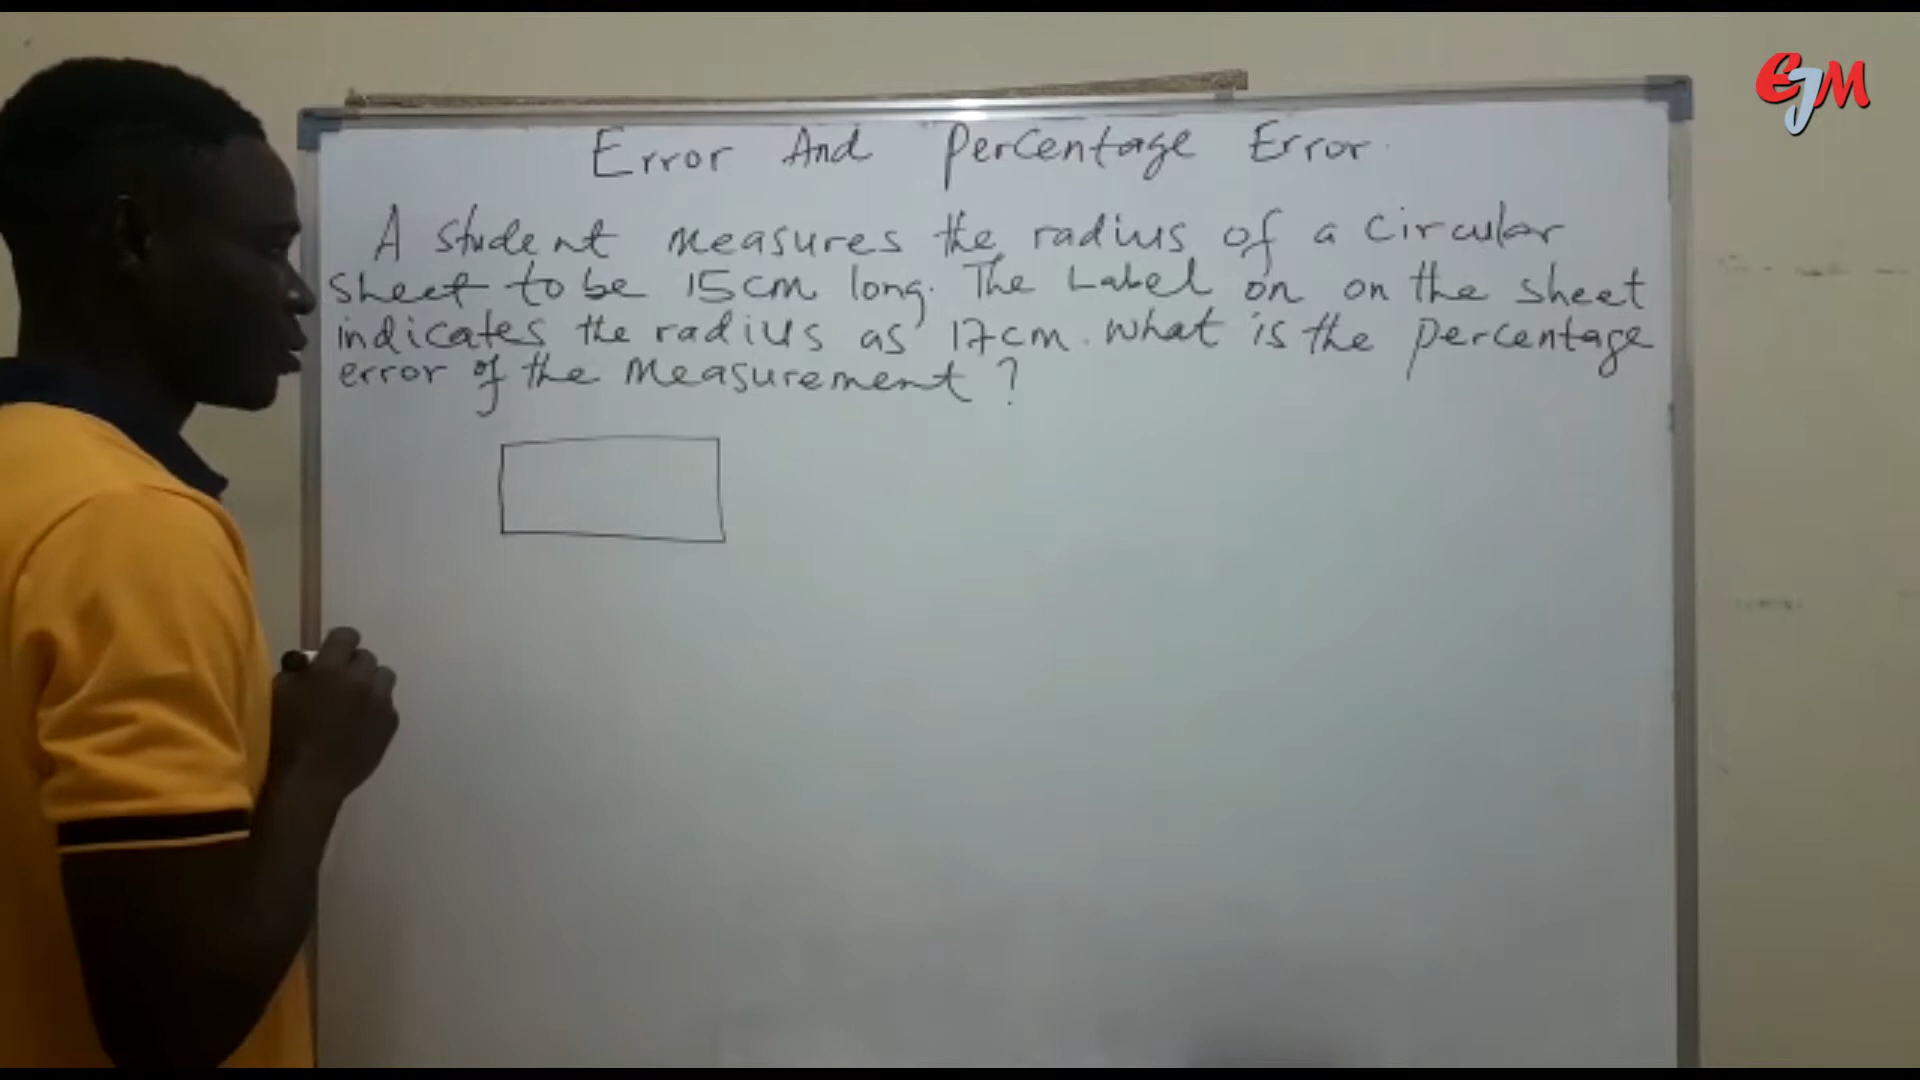 EJM
Error And Percentage Error.
A student measures the radius of a circular
sheet to be 15cm long. The Label on on the sheet
indicates the radius as 17cm. What is the percentage
error of the measurement?